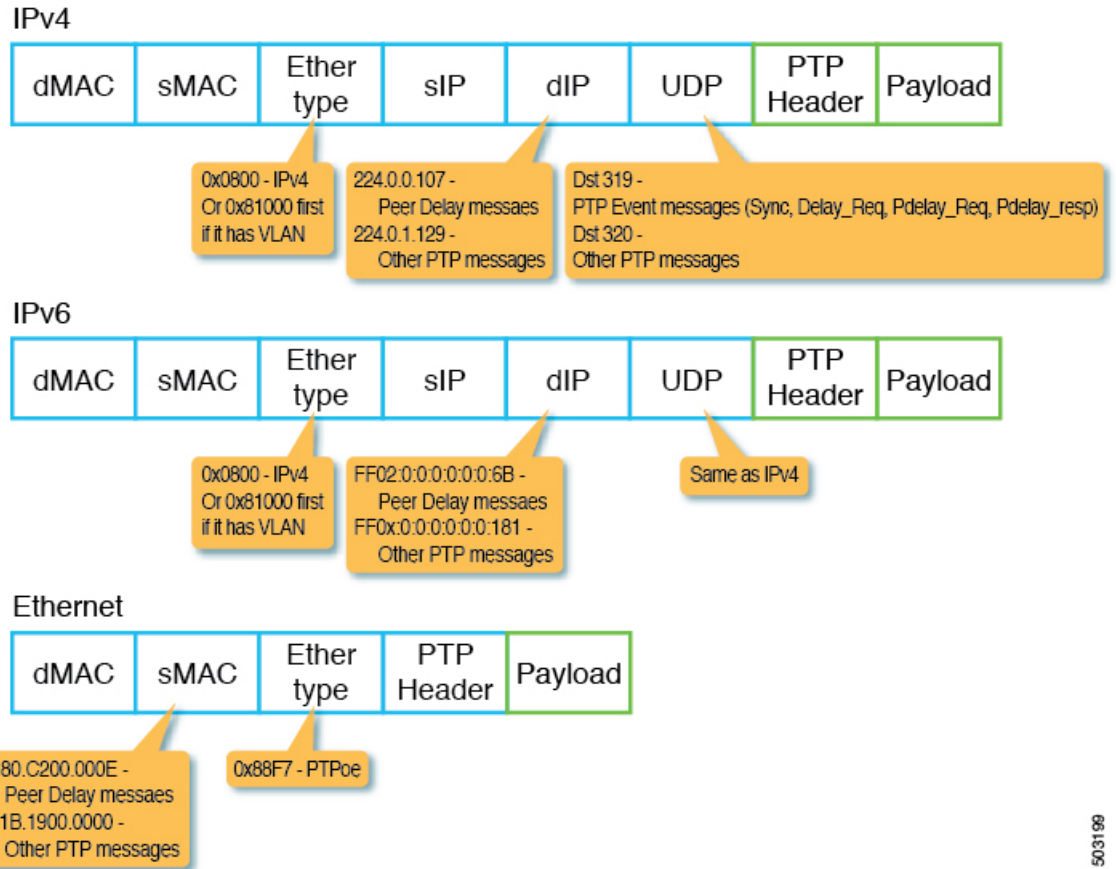 IPv4
dMAC sMAC Ether type sIP dIP UDP PTP Header Payload
0x0800 - IPv4
Or 0x81000 first
if it has VLAN
224.0.0.107 -
Peer Delay messaes
224.0.1.129 -
Other PTP messages
Dst 319 -
PTP Event messages (Sync, Delay_Req, Pdelay_Req, Pdelay_resp)
Dst 320 -
Other PTP messages
IPv6
dMAC sMAC Ether type sIP dIP UDP PTP Header Payload
0x0800 - IPv4
Or 0x81000 first
if it has VLAN
FF02:0:0:0:0:0:0:6B -
Peer Delay messaes
FF0x:0:0:0:0:0:0:181 -
Other PTP messages
Same as IPv4
Ethernet
dMAC sMAC Ether type PTP Header Payload
80.C200.000E -
Peer Delay messaes
1B.1900.0000 -
Other PTP messages
0x88F7 - PTPoe
503199